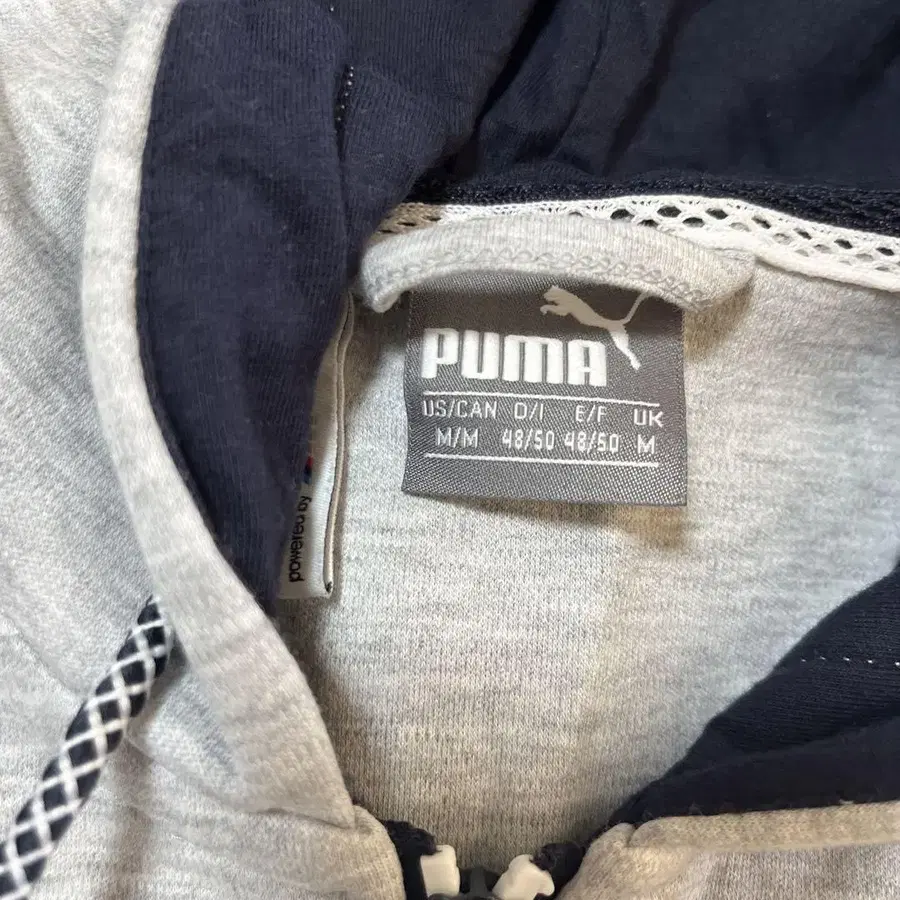 PUMA
US/CAN D/I E/F UK
M/M 48/50 48/50 M
powered by